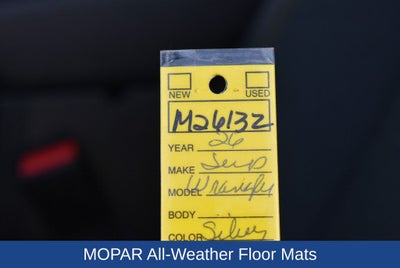 NEW USED
M26132
YEAR 26
MAKE Jeep
MODEL Wrangler
BODY
COLOR Silver
MOPAR All-Weather Floor Mats